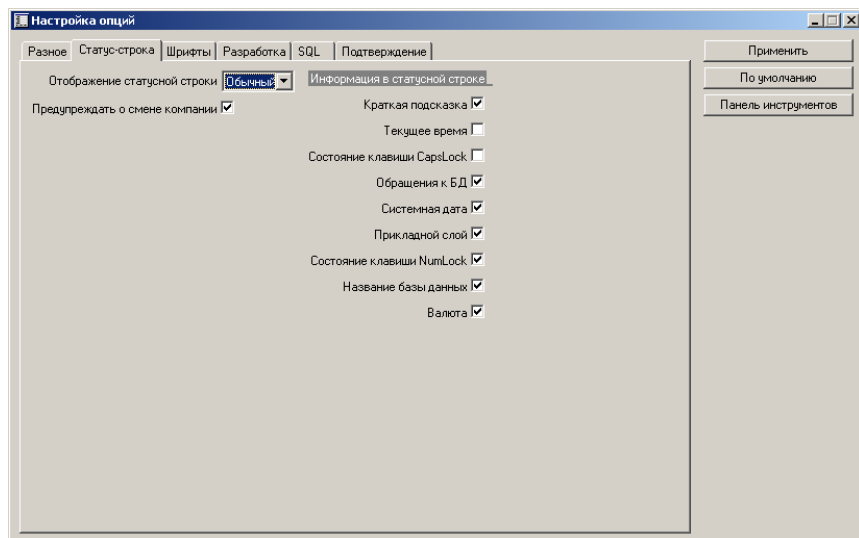 Настройка опций
Разное Статус-строка Шрифты Разработка SQL Подтверждение
Применить
По умолчанию
Панель инструментов
Отображение статусной строки Обычный
Предупреждать о смене компании
Информация в статусной строке
Краткая подсказка
Текущее время
Состояние клавиши CapsLock
Обращения к БД
Системная дата
Прикладной слой
Состояние клавиши NumLock
Название базы данных
Валюта